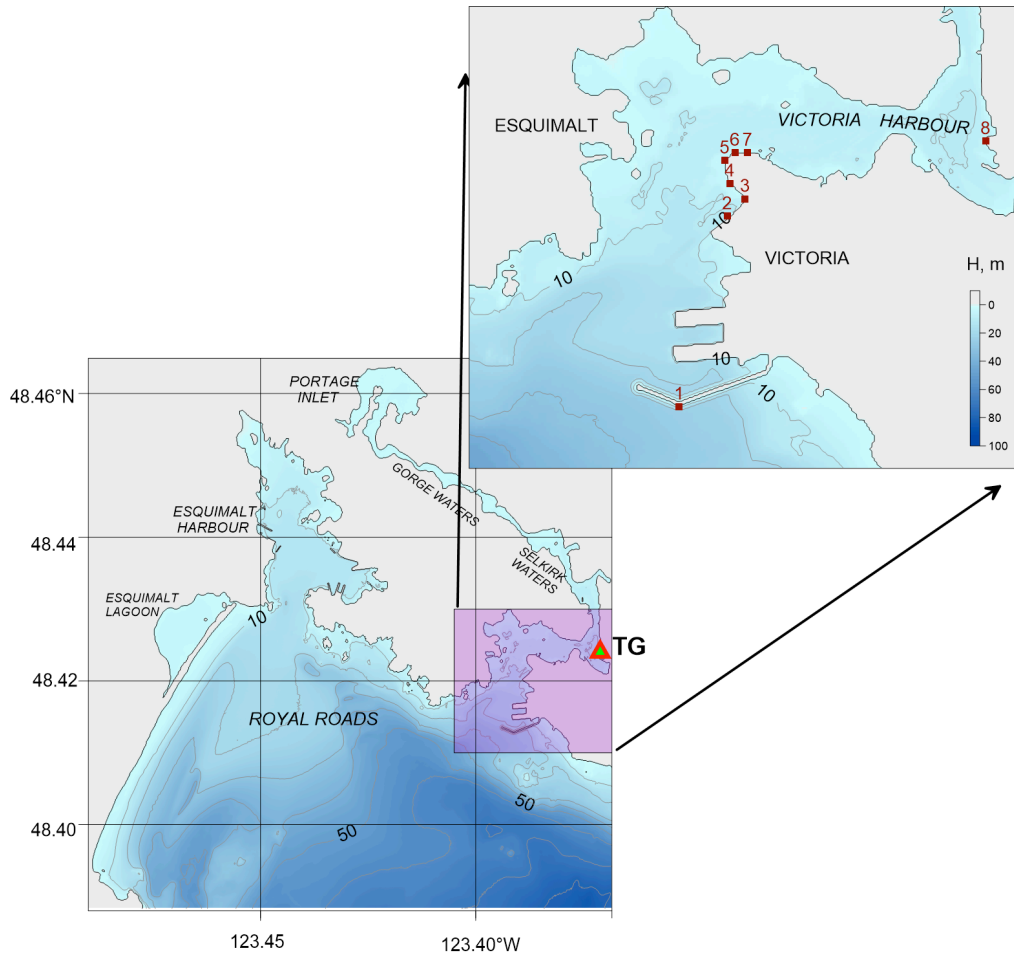 ESQUIMALT
VICTORIA HARBOUR
8
5 6 7
4
3
2
10
VICTORIA
10
H, m
0
20
40
60
80
100
10
10
1
PORTAGE
INLET
48.46°N
GORGE WATERS
ESQUIMALT
HARBOUR
48.44
SELKIRK
WATERS
ESQUIMALT
LAGOON
10
TG
48.42
ROYAL ROADS
50
50
48.40
123.45
123.40°W